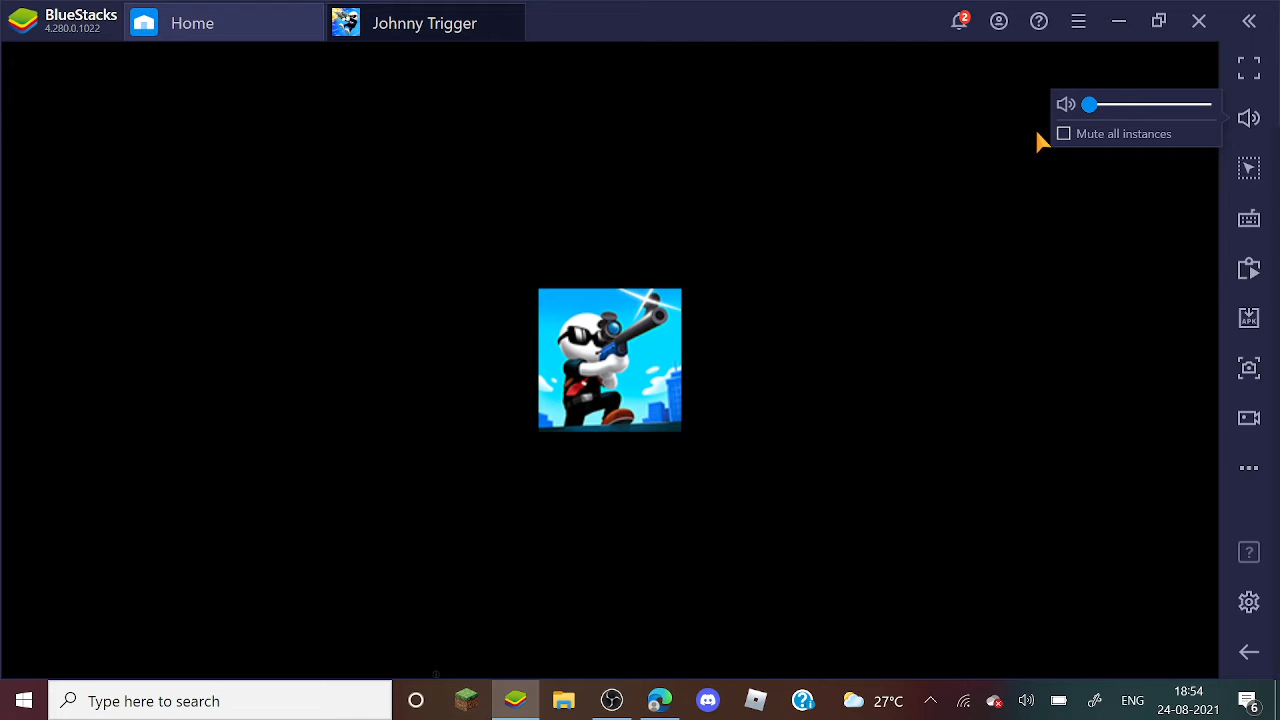 BlueStacks
4.280.0.1022
Home
Johnny Trigger
2
Mute all instances
APK
Type here to search
27°C
ENG
18:54
24-08-2021
6